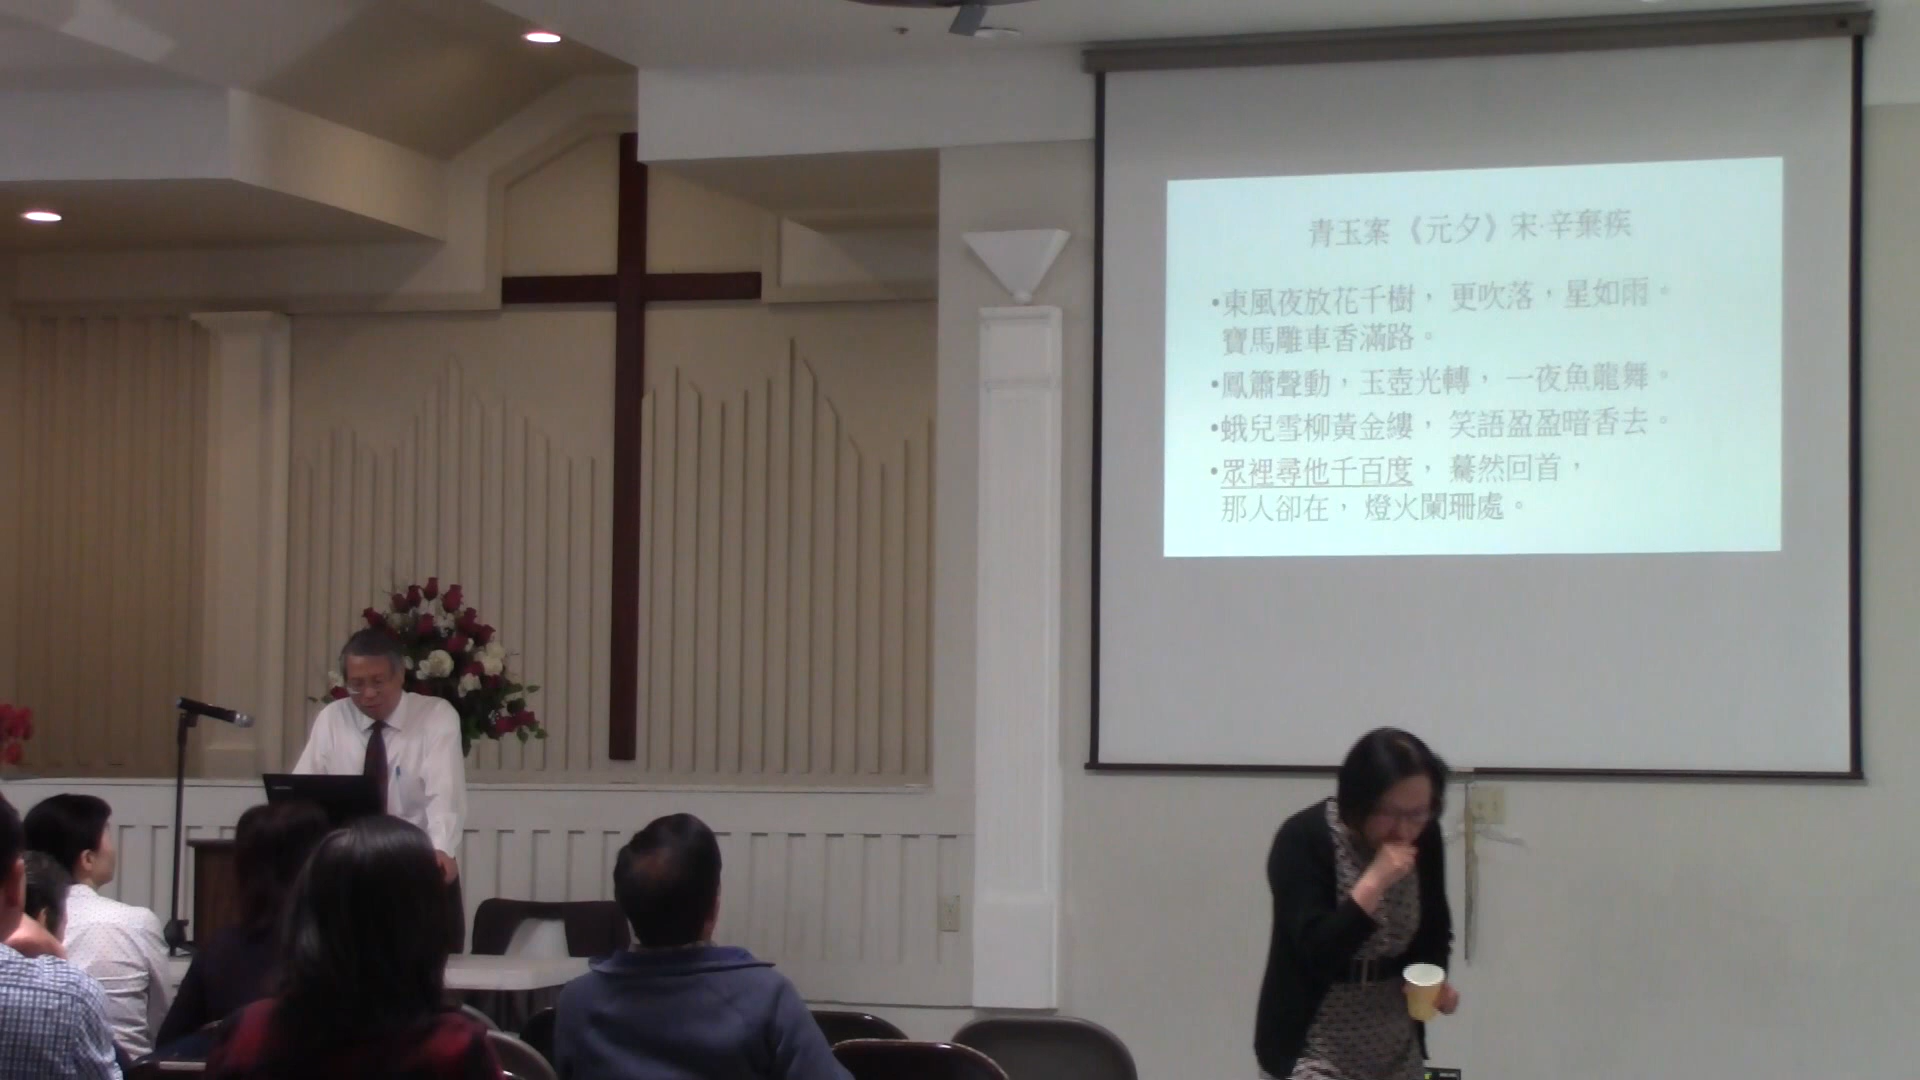 青玉案 《元夕》宋·辛棄疾
•東風夜放花千樹， 更吹落，星如雨。
寶馬雕車香滿路。
•鳳簫聲動，玉壺光轉， 一夜魚龍舞。
•蛾兒雪柳黃金縷， 笑語盈盈暗香去。
•眾裡尋他千百度， 驀然回首，
那人卻在， 燈火闌珊處。